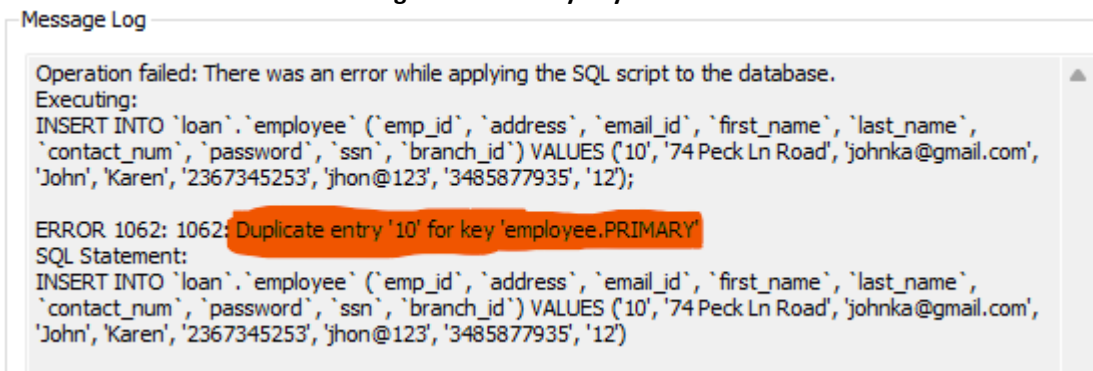 Message Log
Operation failed: There was an error while applying the SQL script to the database.
Executing:
INSERT INTO `loan`.`employee` (`emp_id`, `address`, `email_id`, `first_name`, `last_name`,
`contact_num`, `password`, `ssn`, `branch_id`) VALUES ('10', '74 Peck Ln Road', 'johnka@gmail.com',
'John', 'Karen', '2367345253', 'jhon@123', '3485877935', '12');
ERROR 1062: 1062: Duplicate entry '10' for key 'employee.PRIMARY'
SQL Statement:
INSERT INTO `loan`.`employee` (`emp_id`, `address`, `email_id`, `first_name`, `last_name`,
`contact_num`, `password`, `ssn`, `branch_id`) VALUES ('10', '74 Peck Ln Road', 'johnka@gmail.com',
'John', 'Karen', '2367345253', 'jhon@123', '3485877935', '12')